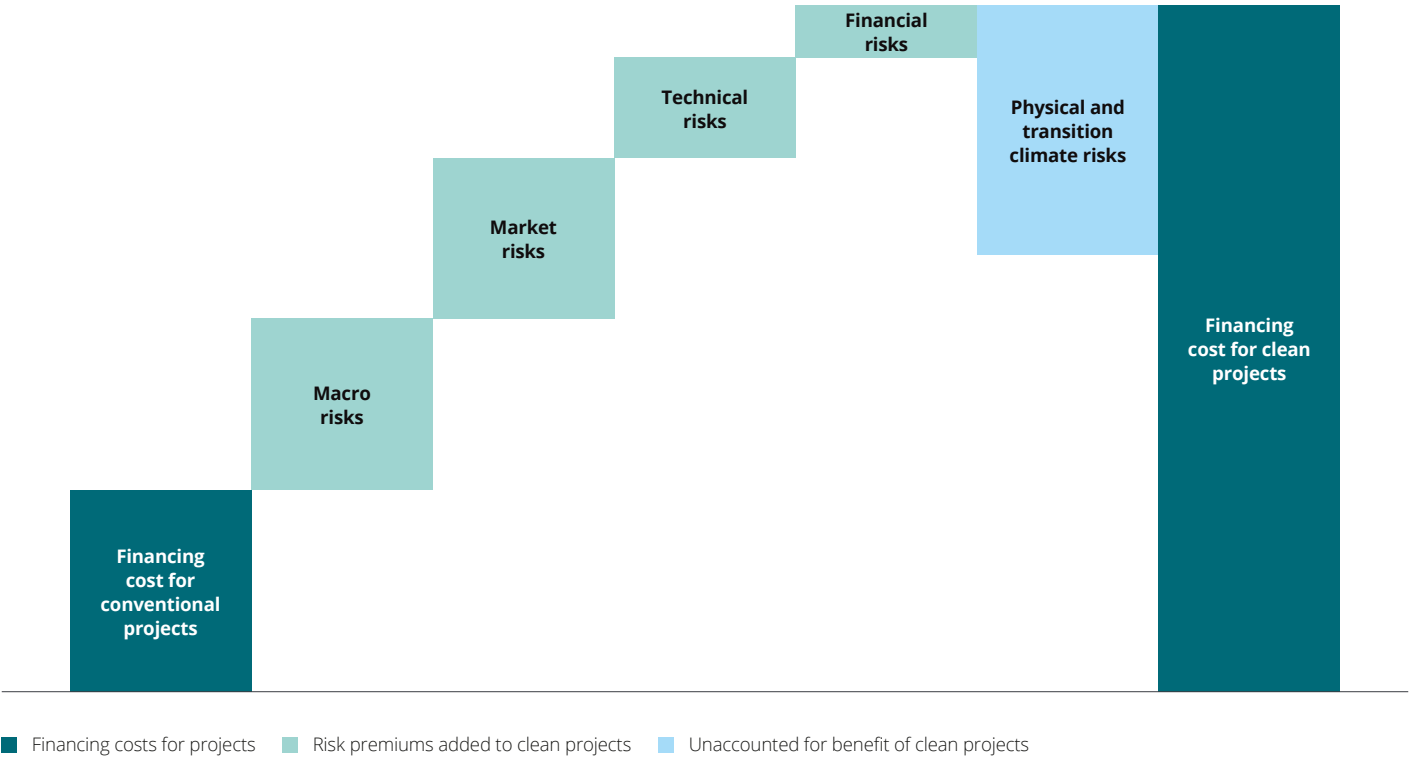 Financial
risks
Technical
risks
Physical and
transition
climate risks
Market
risks
Macro
risks
Financing
cost for clean
projects
Financing
cost for
conventional
projects
Financing costs for projects
Risk premiums added to clean projects
Unaccounted for benefit of clean projects